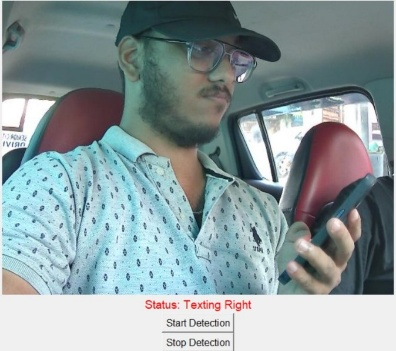 Status: Texting Right
Start Detection
Stop Detection